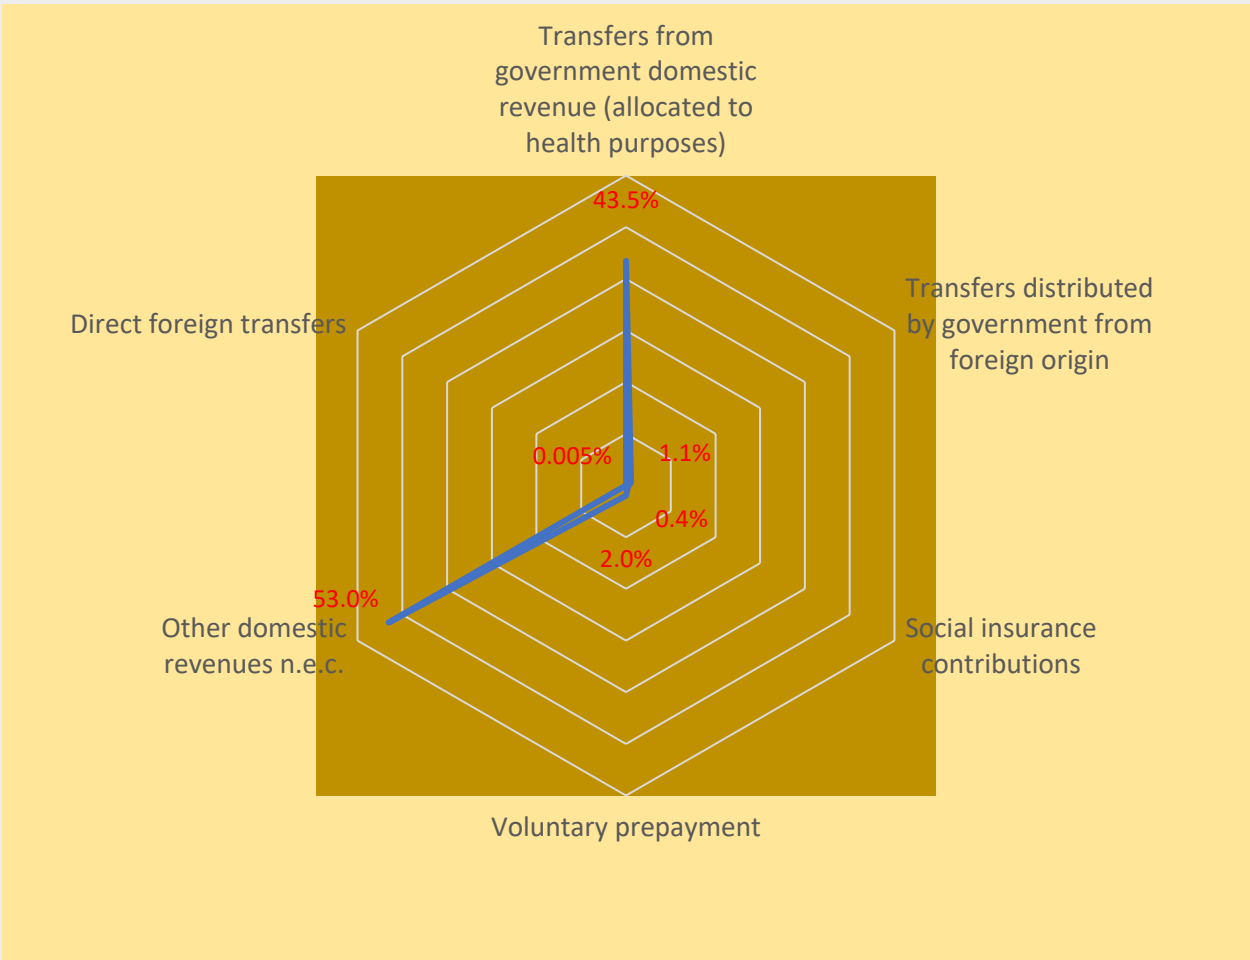 Transfers from
government domestic
revenue (allocated to
health purposes)
43.5%
Transfers distributed
by government from
foreign origin
Direct foreign transfers
0.005%
1.1%
0.4%
2.0%
53.0%
Other domestic
revenues n.e.c.
Social insurance
contributions
Voluntary prepayment